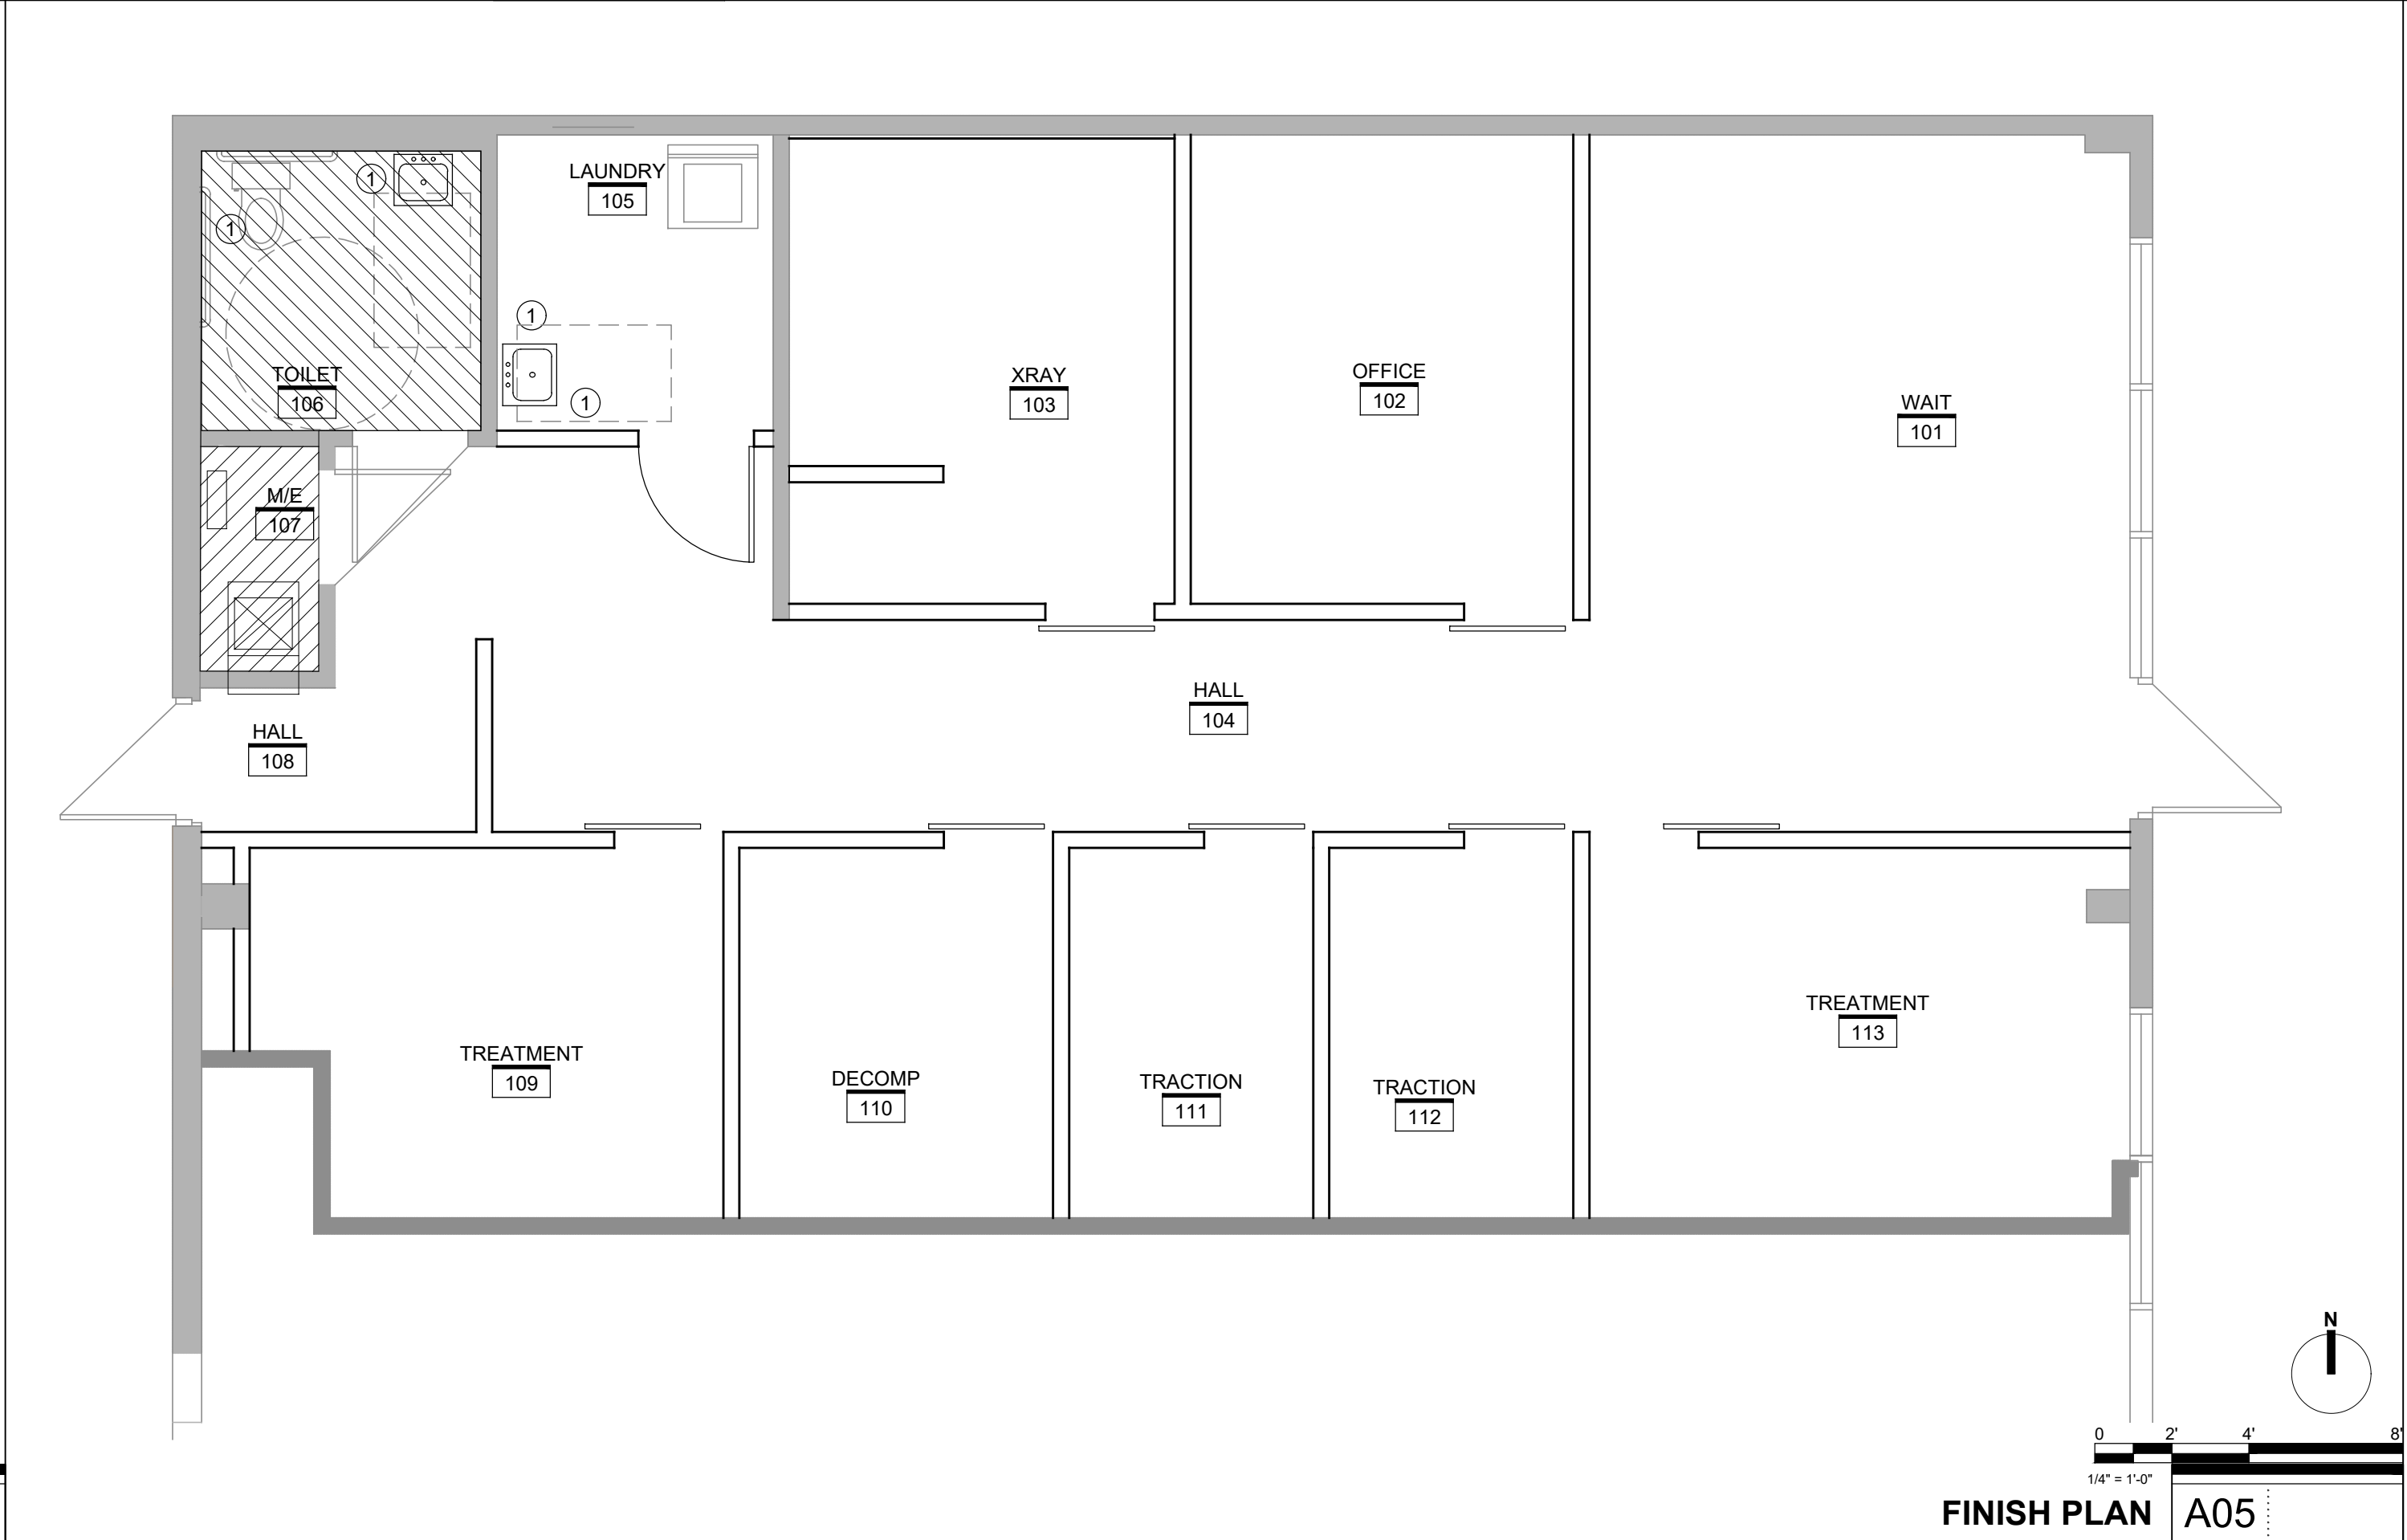 LAUNDRY
105
1
1
1
1
TOILET
106
XRAY
103
OFFICE
102
WAIT
101
M/E
107
HALL
104
HALL
108
TREATMENT
109
DECOMP
110
TRACTION
111
TRACTION
112
TREATMENT
113
N
0 2' 4' 8'
1/4" = 1'-0"
FINISH PLAN A05